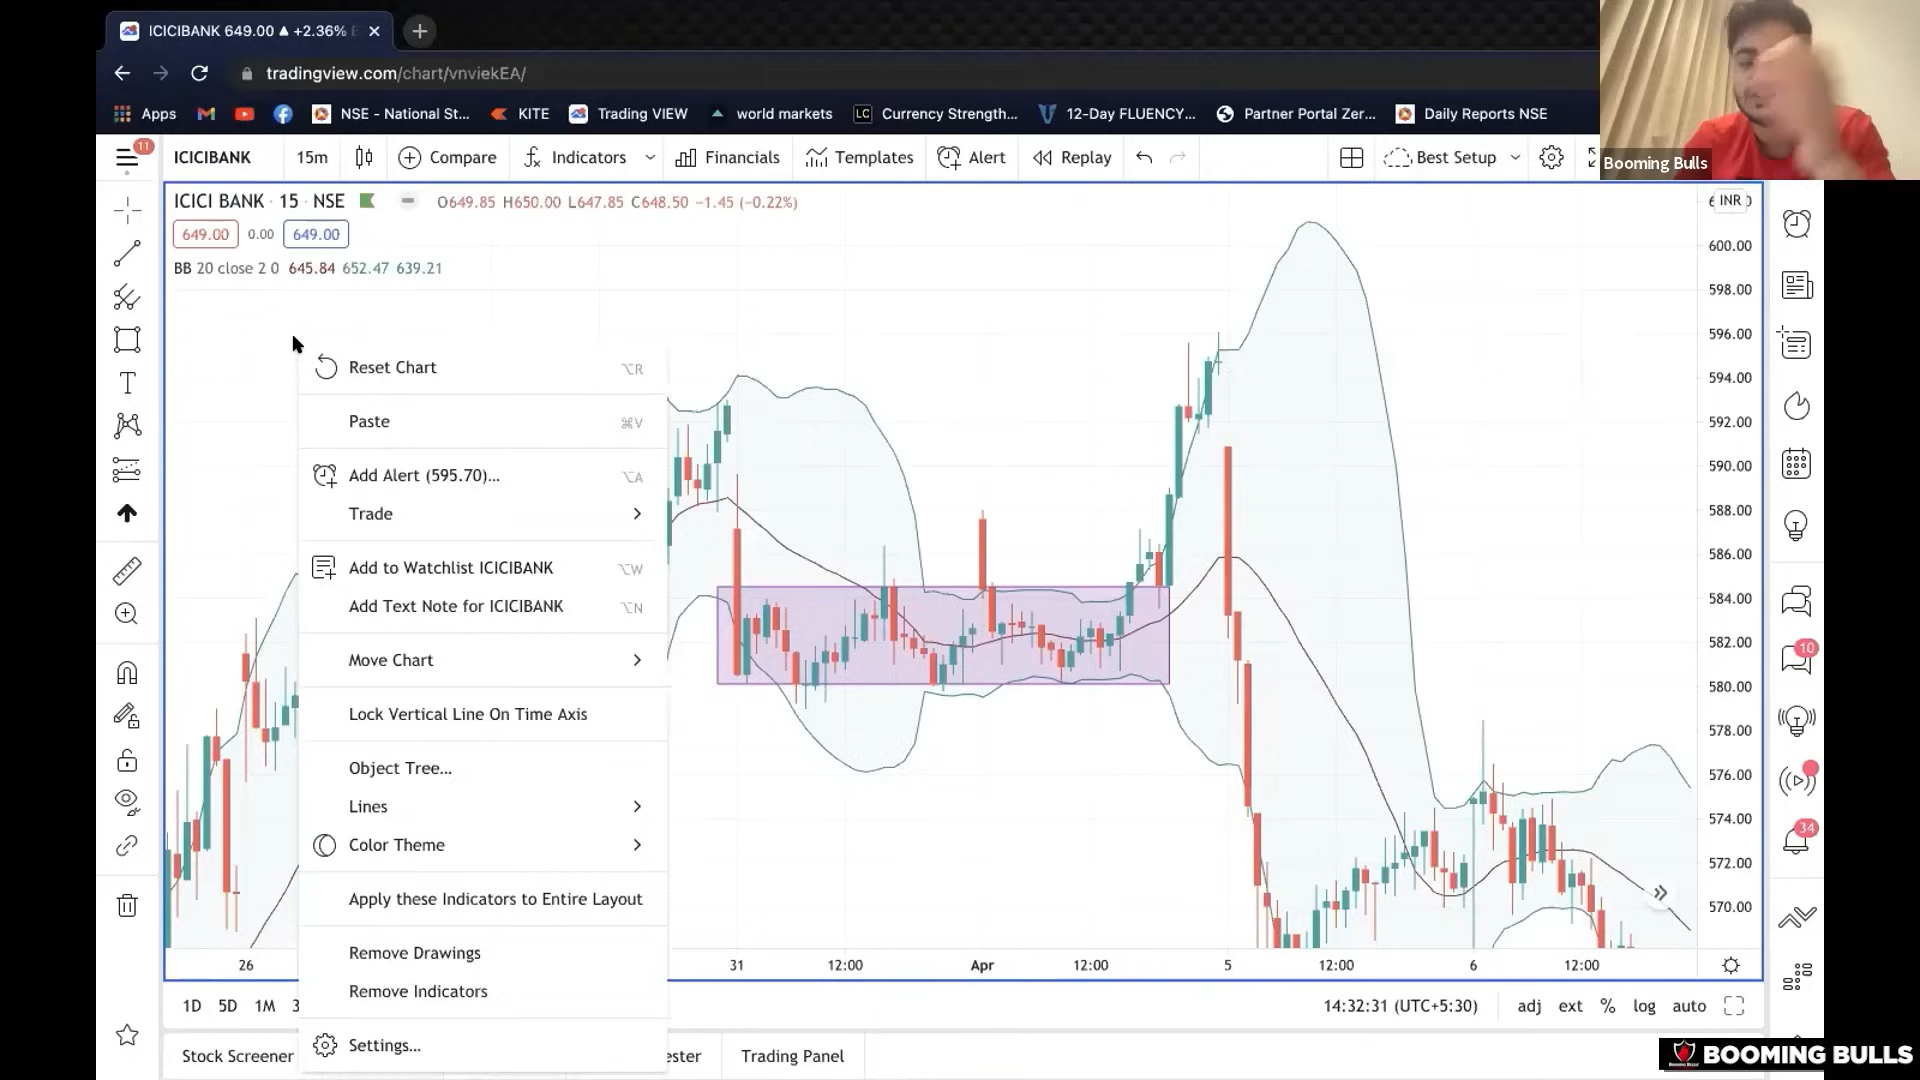 ICICIBANK 649.00 ▲ +2.36%
tradingview.com/chart/vnviekEA/
Apps
NSE - National St...
KITE
Trading VIEW
world markets
LC
Currency Strength...
12-Day FLUENCY...
Partner Portal Zer...
Daily Reports NSE
Booming Bulls
11
ICICIBANK
15m
Compare
Indicators
Financials
Templates
Alert
Replay
Best Setup
ICICI BANK · 15 · NSE
O649.85 H650.00 L647.85 C648.50 −1.45 (−0.22%)
INR
649.00
0.00
649.00
BB 20 close 2 0 645.84 652.47 639.21
600.00
598.00
596.00
594.00
592.00
590.00
588.00
586.00
584.00
582.00
580.00
578.00
576.00
574.00
572.00
570.00
Reset Chart ⌥R
Paste ⌘V
Add Alert (595.70)... ⌥A
Trade
Add to Watchlist ICICIBANK ⌥W
Add Text Note for ICICIBANK ⌥N
Move Chart
Lock Vertical Line On Time Axis
Object Tree...
Lines
Color Theme
Apply these Indicators to Entire Layout
Remove Drawings
Remove Indicators
Settings...
10
34
26
31
12:00
Apr
12:00
5
12:00
6
12:00
1D
5D
1M
14:32:31 (UTC+5:30)
adj
ext
%
log
auto
Stock Screener
ester
Trading Panel
BOOMING BULLS